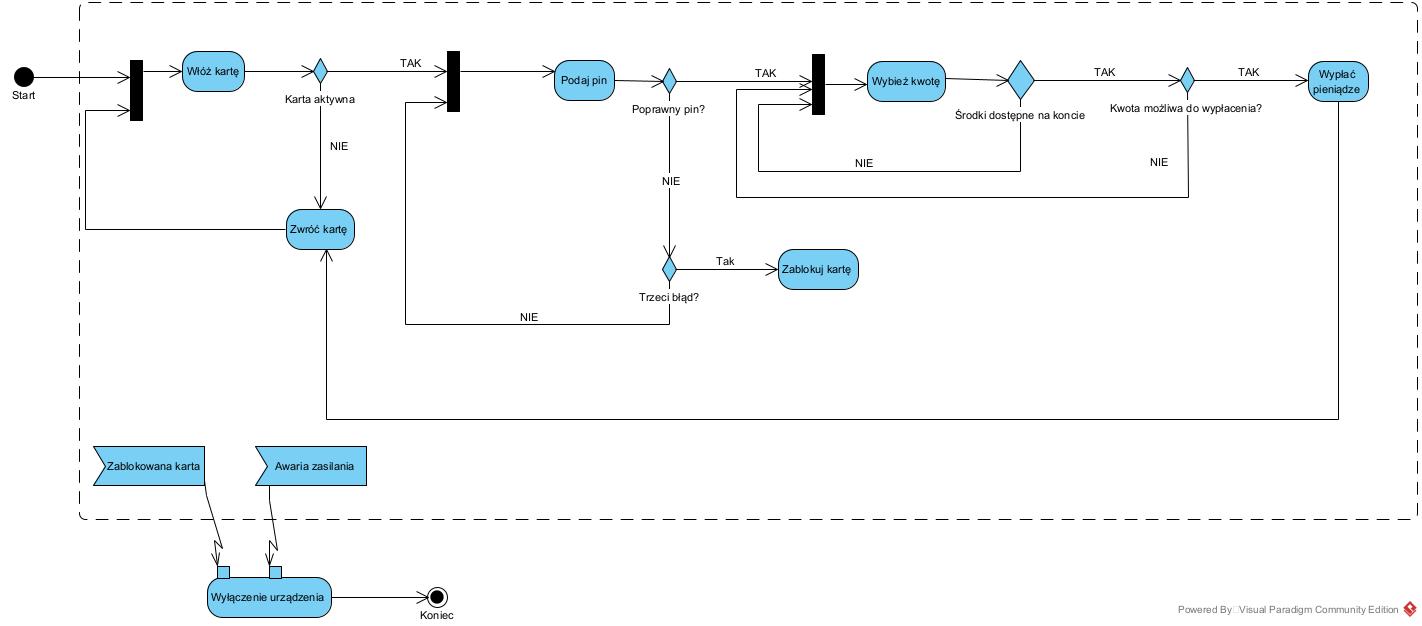 Start
Włóż kartę
Karta aktywna
TAK
NIE
Zwróć kartę
Podaj pin
Poprawny pin?
TAK
NIE
Trzeci błąd?
Tak
Zablokuj kartę
NIE
Wybież kwotę
Środki dostępne na koncie
TAK
NIE
Kwota możliwa do wypłacenia?
TAK
NIE
Wypłać
pieniądze
Zablokowana karta
Awaria zasilania
Wyłączenie urządzenia
Koniec
Powered By Visual Paradigm Community Edition